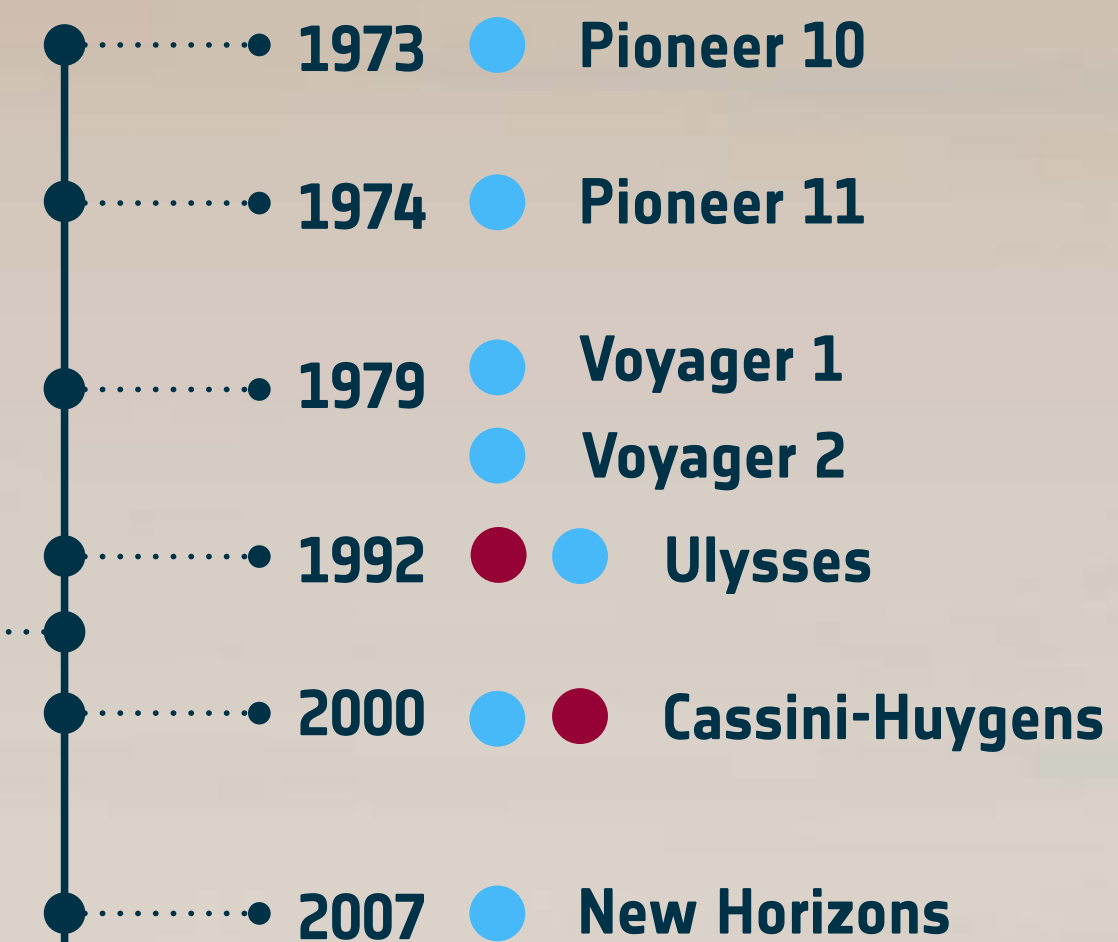 1973 Pioneer 10
1974 Pioneer 11
1979 Voyager 1
Voyager 2
1992 Ulysses
2000 Cassini-Huygens
2007 New Horizons